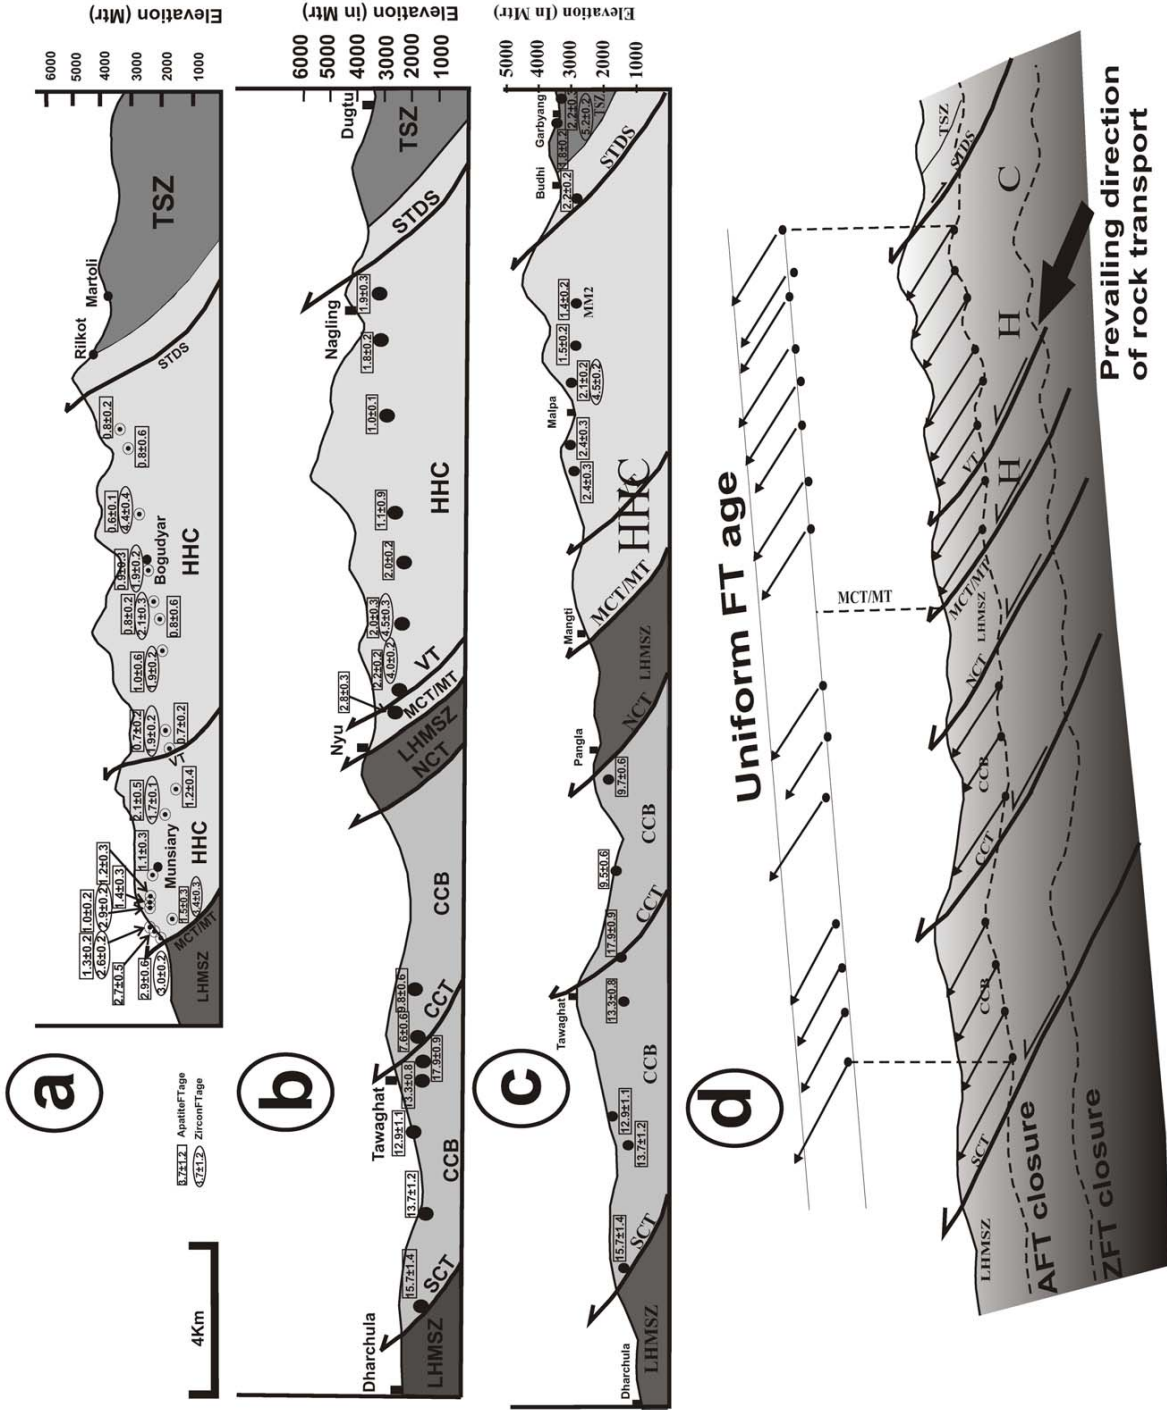 a
Elevation (Mtr)
6000
5000
4000
3000
2000
1000
LHMSZ
MCT/MT
HHC
Munsiary
VT
HHC
Bogudyar
STDS
Rilkot
Martoli
TSZ
2.9±0.6
3.0±0.2
2.7±0.5
1.3±0.2
2.6±0.2
1.0±0.2
2.9±0.2
1.4±0.3
1.2±0.3
1.5±0.3
3.4±0.3
1.1±0.3
2.1±0.5
1.7±0.1
1.2±0.4
0.7±0.2
1.9±0.2
0.7±0.2
1.0±0.6
1.9±0.2
0.8±0.2
2.1±0.3
0.8±0.6
0.9±0.3
1.9±0.2
0.6±0.1
4.4±0.4
0.8±0.6
0.8±0.2
4Km
3.7±1.2 ApatiteFTage
3.7±1.2 ZirconFTage
b
Elevation (in Mtr)
6000
5000
4000
3000
2000
1000
Dharchula
LHMSZ
SCT
15.7±1.4
13.7±1.2
CCB
12.9±1.1
Tawaghat
13.3±0.8
17.9±0.9
7.6±0.6
9.8±0.6
CCT
CCB
NCT
LHMSZ
Nyu
MCT/MT
VT
2.8±0.3
2.2±0.2
4.0±0.2
2.0±0.3
4.5±0.3
2.0±0.2
1.1±0.9
HHC
1.0±0.1
1.8±0.2
Nagling
1.9±0.3
STDS
TSZ
Dugtu
c
Elevation (In Mtr)
5000
4000
3000
2000
1000
Dharchula
LHMSZ
SCT
15.7±1.4
13.7±1.2
12.9±1.1
CCB
13.3±0.8
Tawaghat
17.9±0.9
CCT
9.5±0.6
CCB
9.7±0.6
Pangla
NCT
LHMSZ
Mangti
MCT/MT
HHC
2.4±0.3
2.4±0.3
Malpa
2.1±0.2
4.5±0.2
1.5±0.2
1.4±0.2
MM2
2.2±0.2
Budhi
STDS
1.8±0.2
Garbyang
2.2±0.3
5.2±0.2
TSZ
d
Uniform FT age
MCT/MT
LHMSZ
SCT
CCB
CCT
CCB
NCT
LHMSZ
MCT/MT
VT
H
H
C
STDS
TSZ
AFT closure
ZFT closure
Prevailing direction
of rock transport